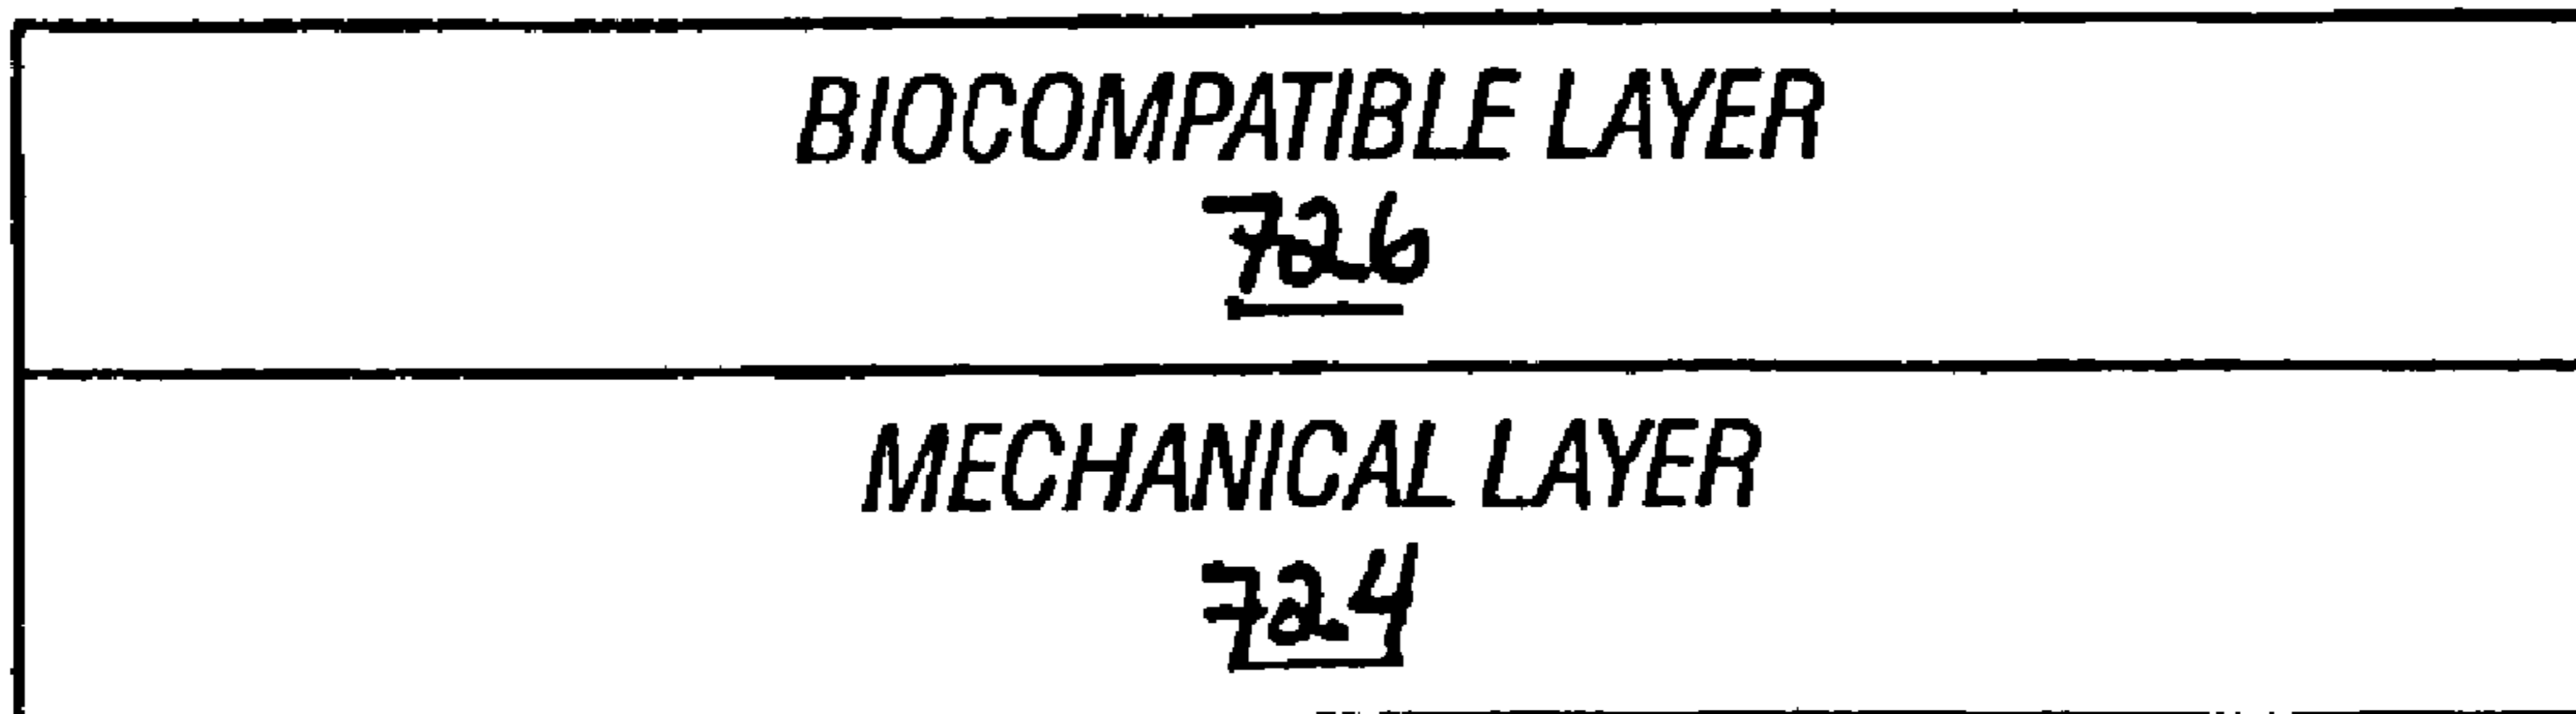 BIOCOMPATIBLE LAYER
726
MECHANICAL LAYER
724